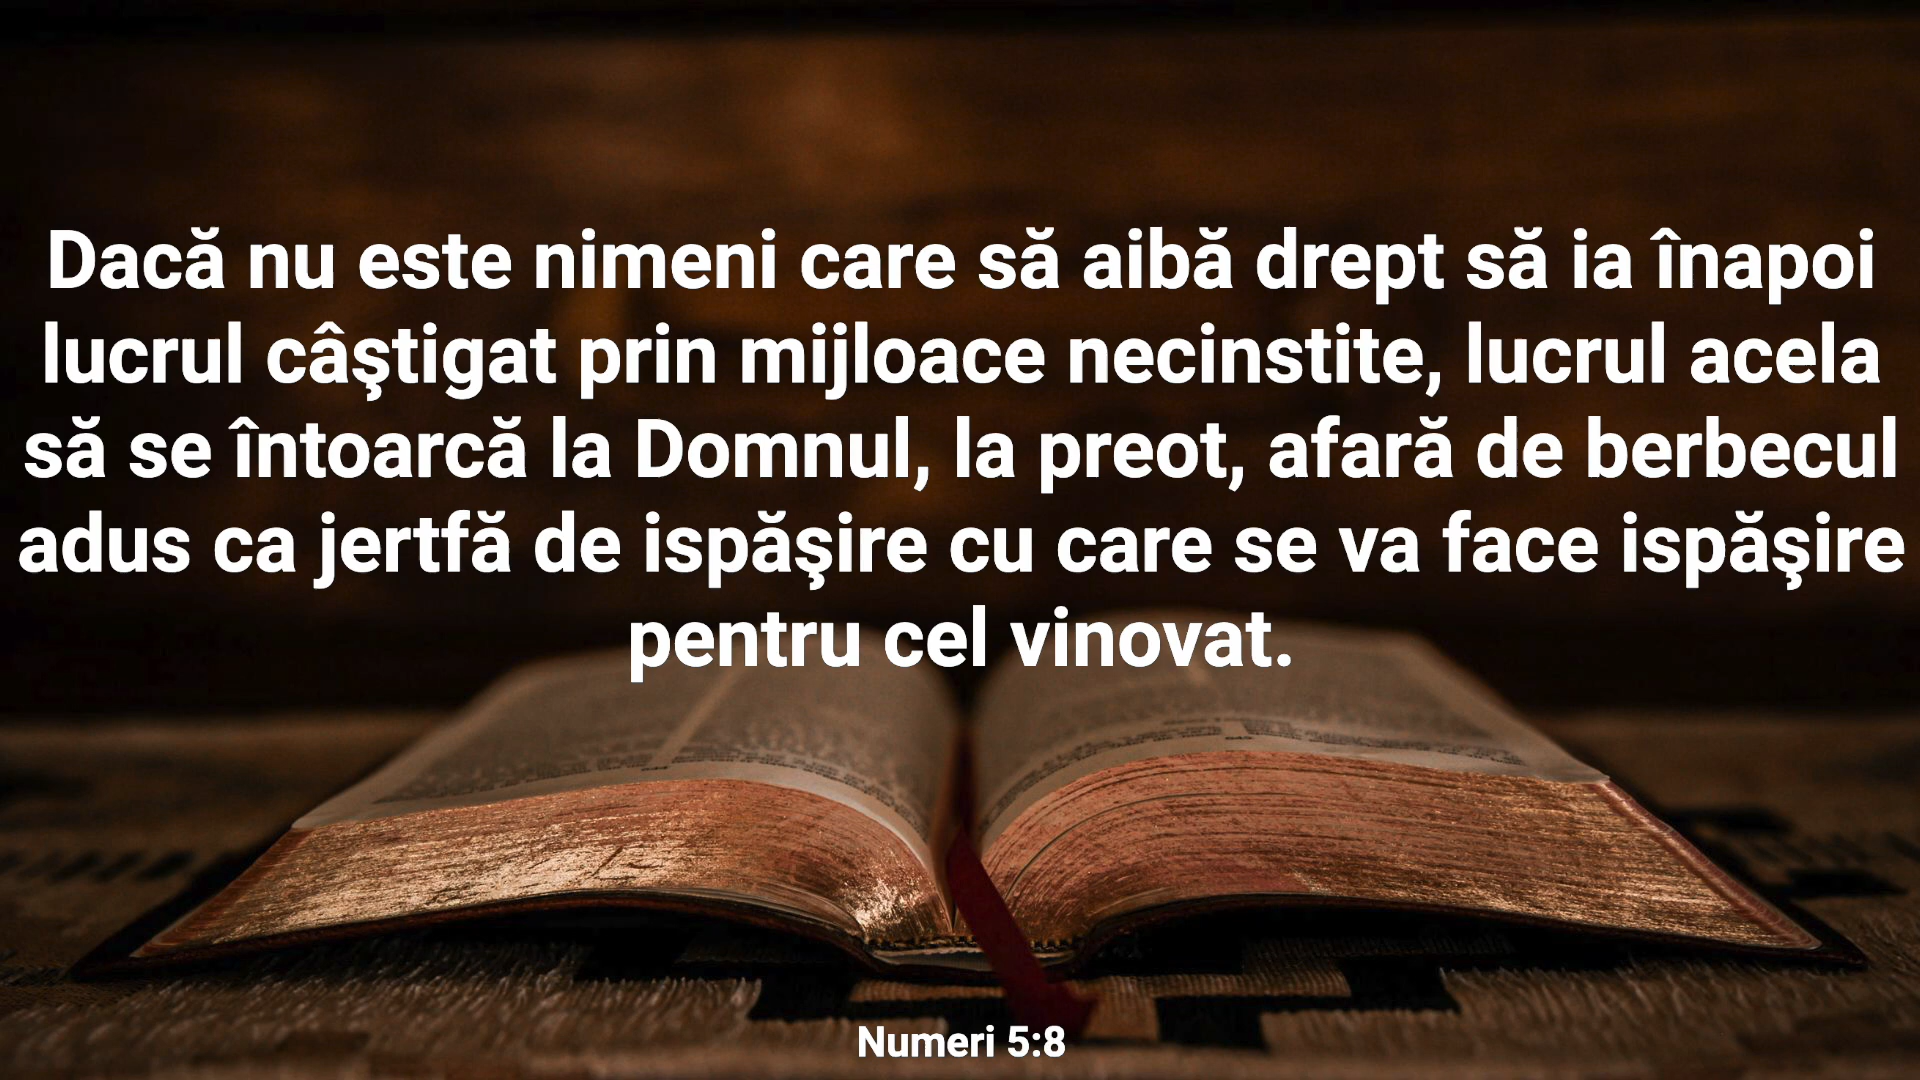 Dacă nu este nimeni care să aibă drept să ia înapoi
lucrul câştigat prin mijloace necinstite, lucrul acela
să se întoarcă la Domnul, la preot, afară de berbecul
adus ca jertfă de ispăşire cu care se va face ispăşire
pentru cel vinovat.
Numeri 5:8